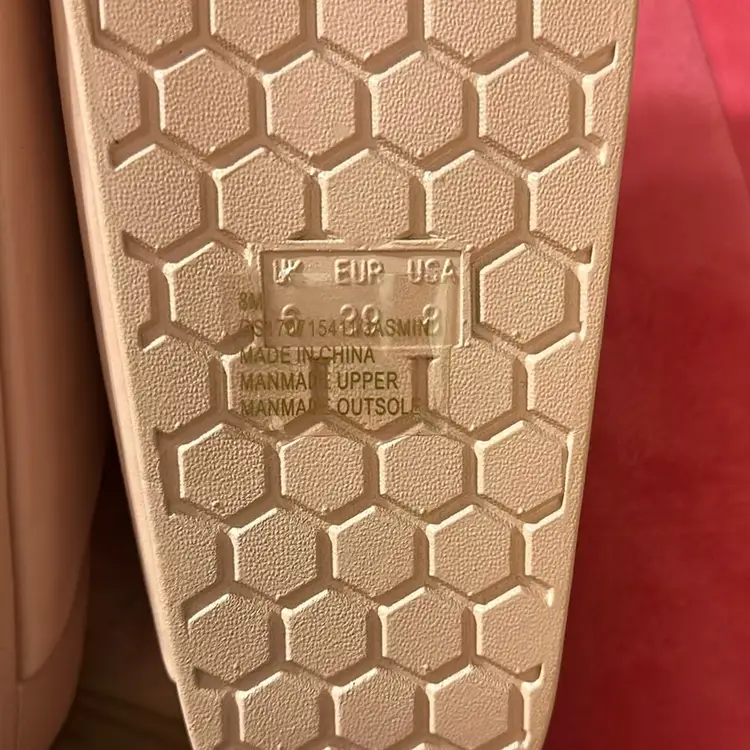 UK EUR USA
6 39 8
8M
MADE IN CHINA
MANMADE UPPER
MANMADE OUTSOLE